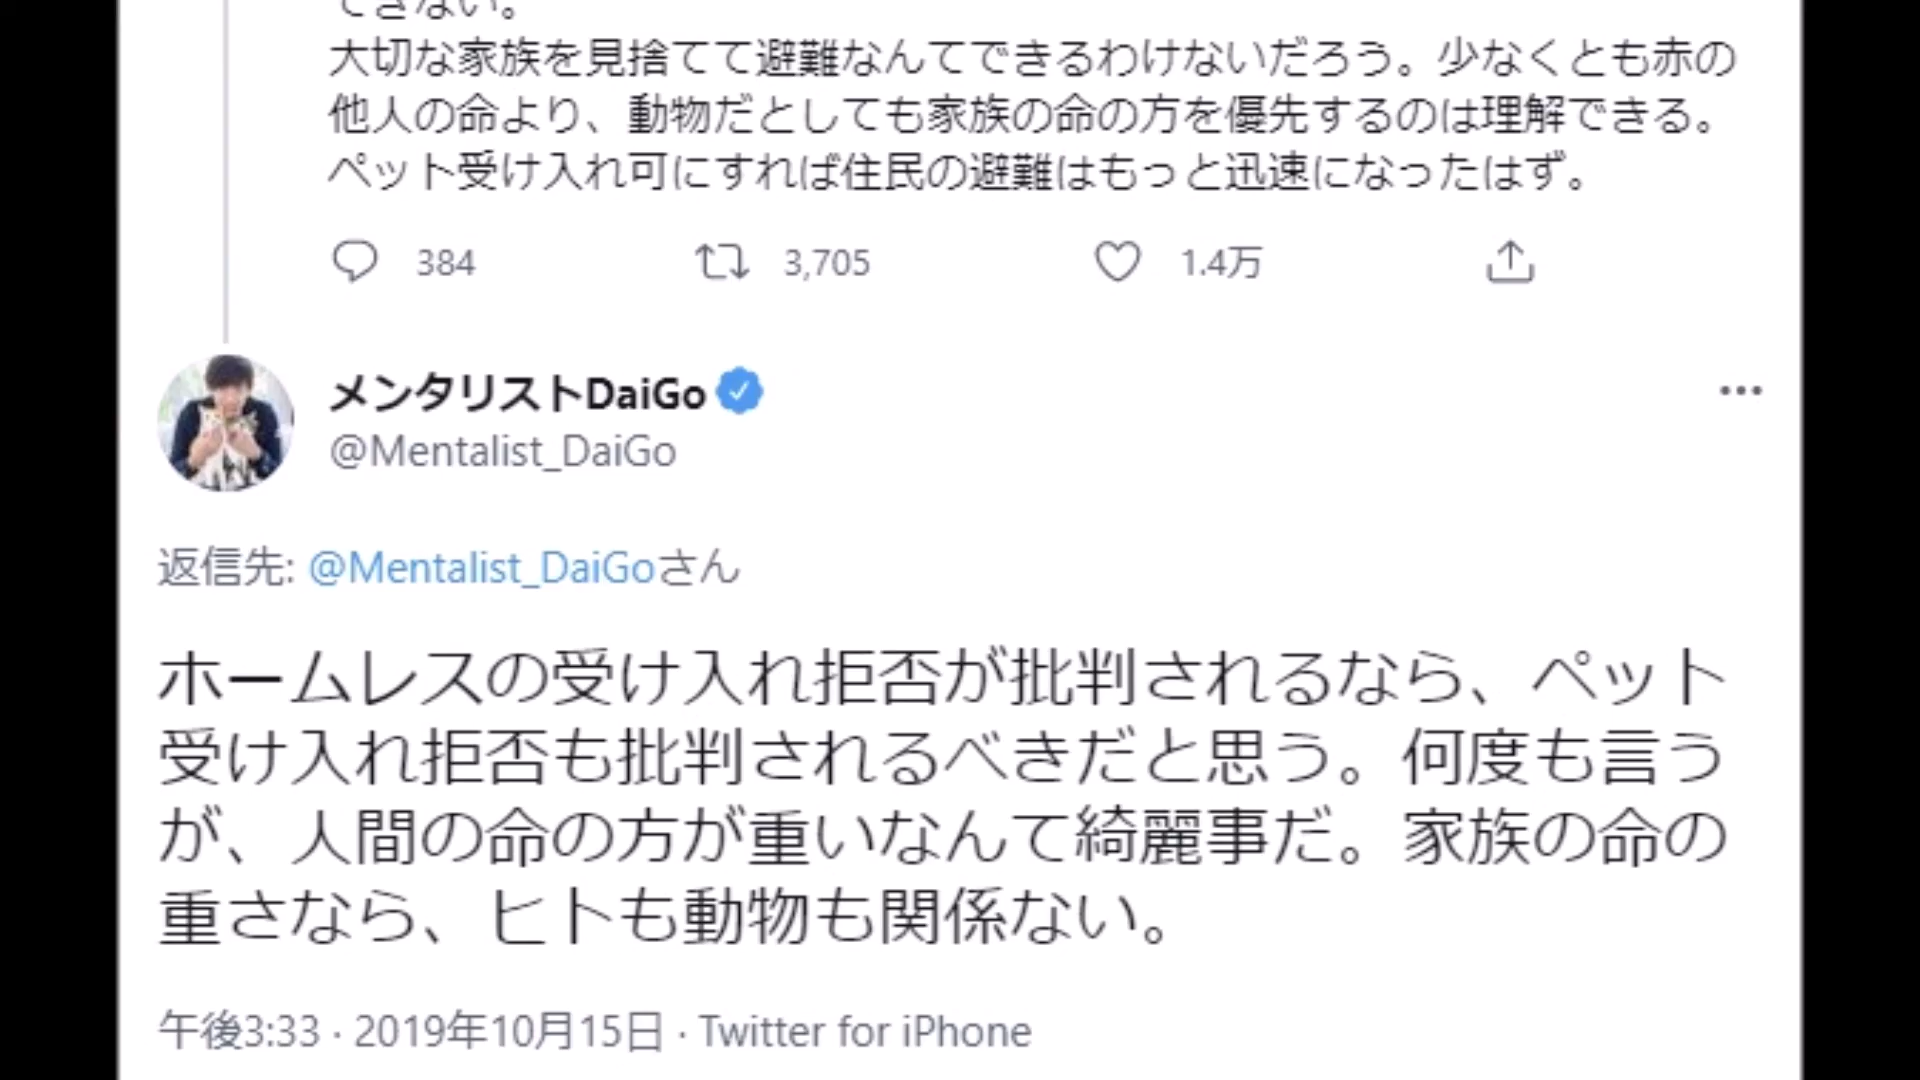 できない。
大切な家族を見捨てて避難なんてできるわけないだろう。少なくとも赤の
他人の命より、動物だとしても家族の命の方を優先するのは理解できる。
ペット受け入れ可にすれば住民の避難はもっと迅速になったはず。
384 3,705 1.4万
メンタリストDaiGo
@Mentalist_DaiGo
返信先: @Mentalist_DaiGoさん
ホームレスの受け入れ拒否が批判されるなら、ペット
受け入れ拒否も批判されるべきだと思う。何度も言う
が、人間の命の方が重いなんて綺麗事だ。家族の命の
重さなら、ヒトも動物も関係ない。
午後3:33 · 2019年10月15日 · Twitter for iPhone